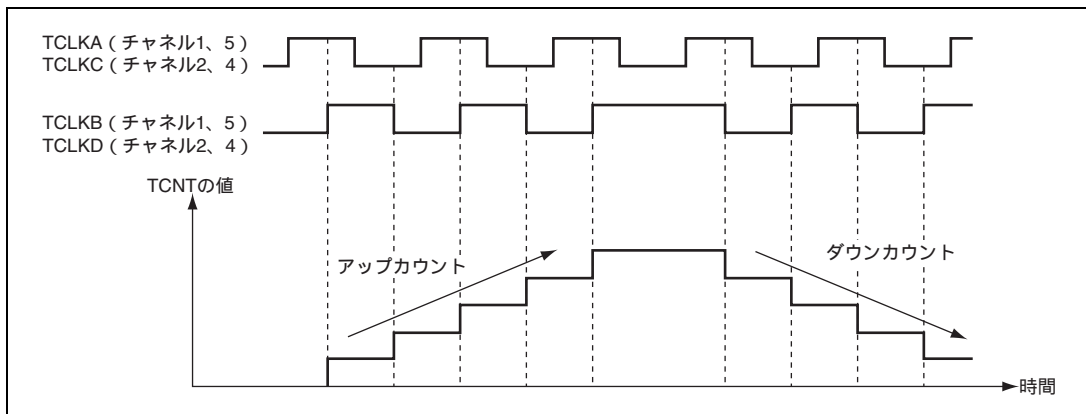 TCLKA（チャネル1、5）
TCLKC（チャネル2、4）
TCLKB（チャネル1、5）
TCLKD（チャネル2、4）
TCNTの値
アップカウント
ダウンカウント
時間